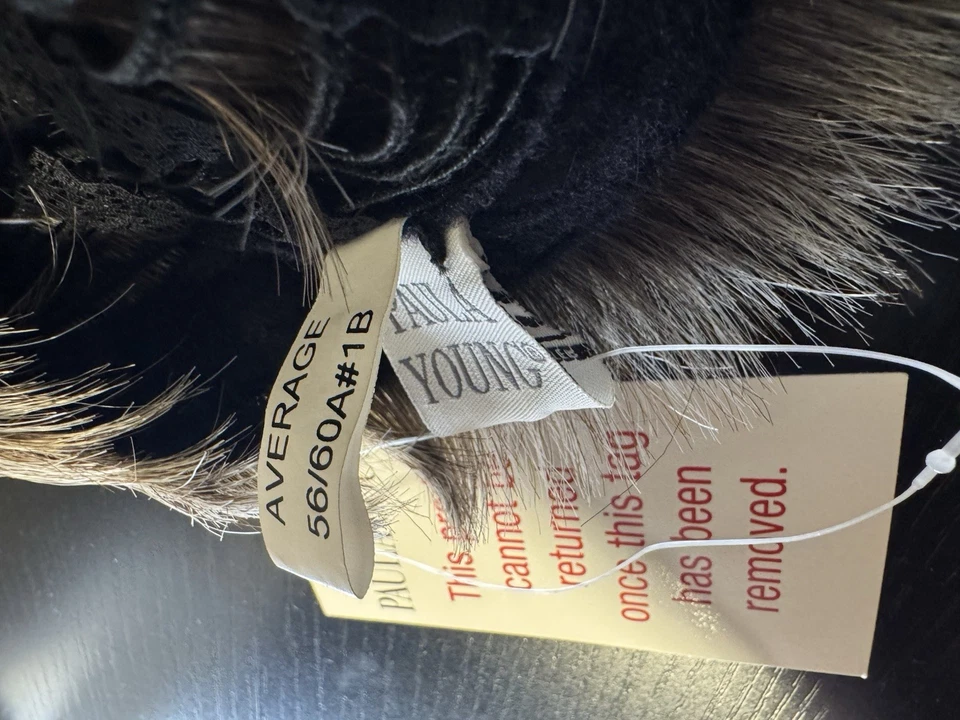 AVERAGE
56/60A#1B
PAULA
YOUNG®
This
cannot
returned
once this tag
has been
removed.